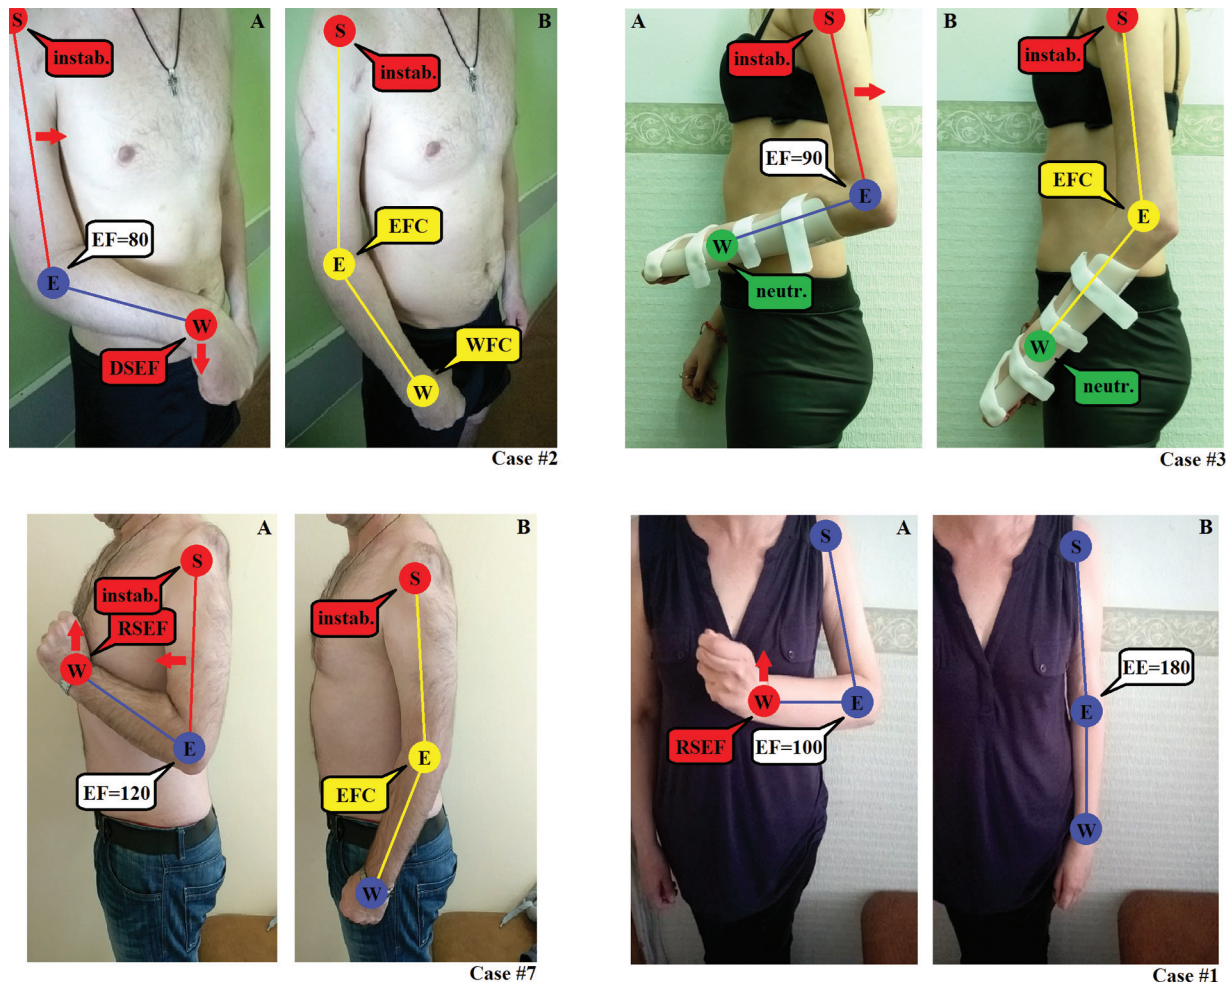 A
S
instab.
EF=80
E
W
DSEF
B
S
instab.
EFC
E
WFC
W
Case #2
A
S
instab.
EF=90
E
W
neutr.
B
S
instab.
EFC
E
W
neutr.
Case #3
A
S
instab.
RSEF
W
E
EF=120
B
S
instab.
E
EFC
W
Case #7
A
S
W
E
RSEF
EF=100
B
S
EE=180
E
W
Case #1